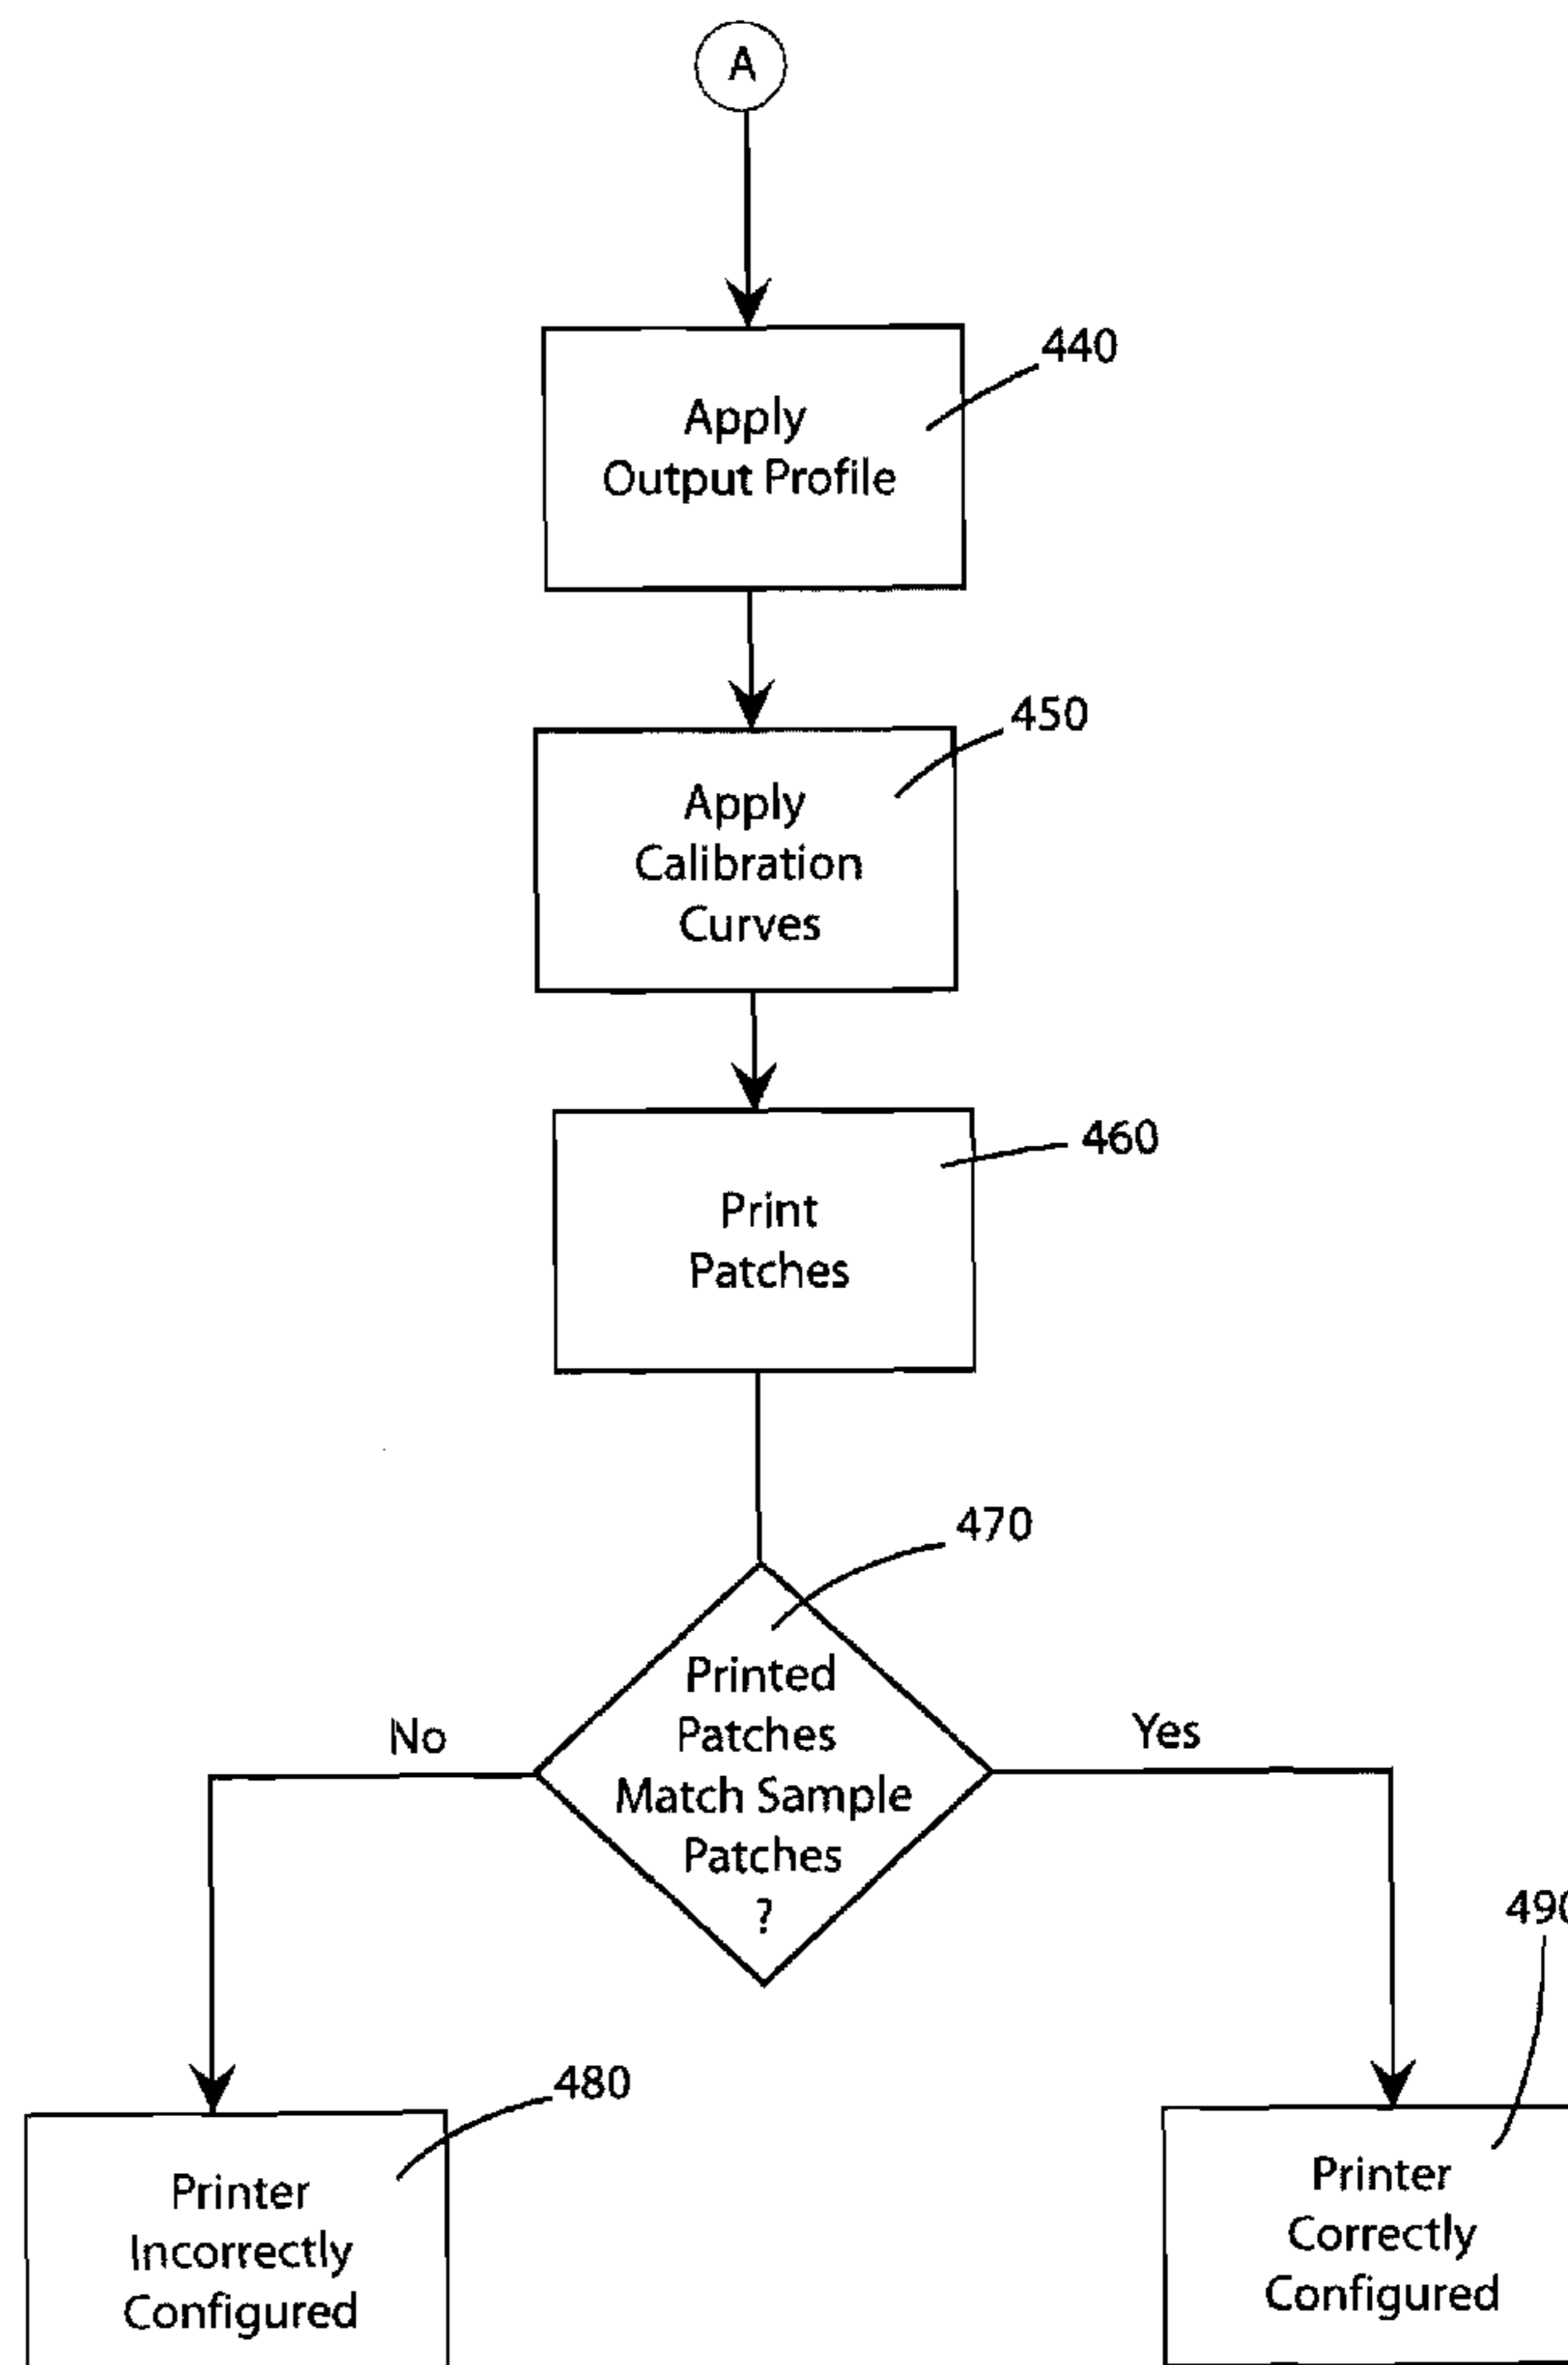 A
440
Apply
Output Profile
450
Apply
Calibration
Curves
460
Print
Patches
470
Printed
Patches
Match Sample
Patches
?
No
Yes
490
480
Printer
Incorrectly
Configured
Printer
Correctly
Configured